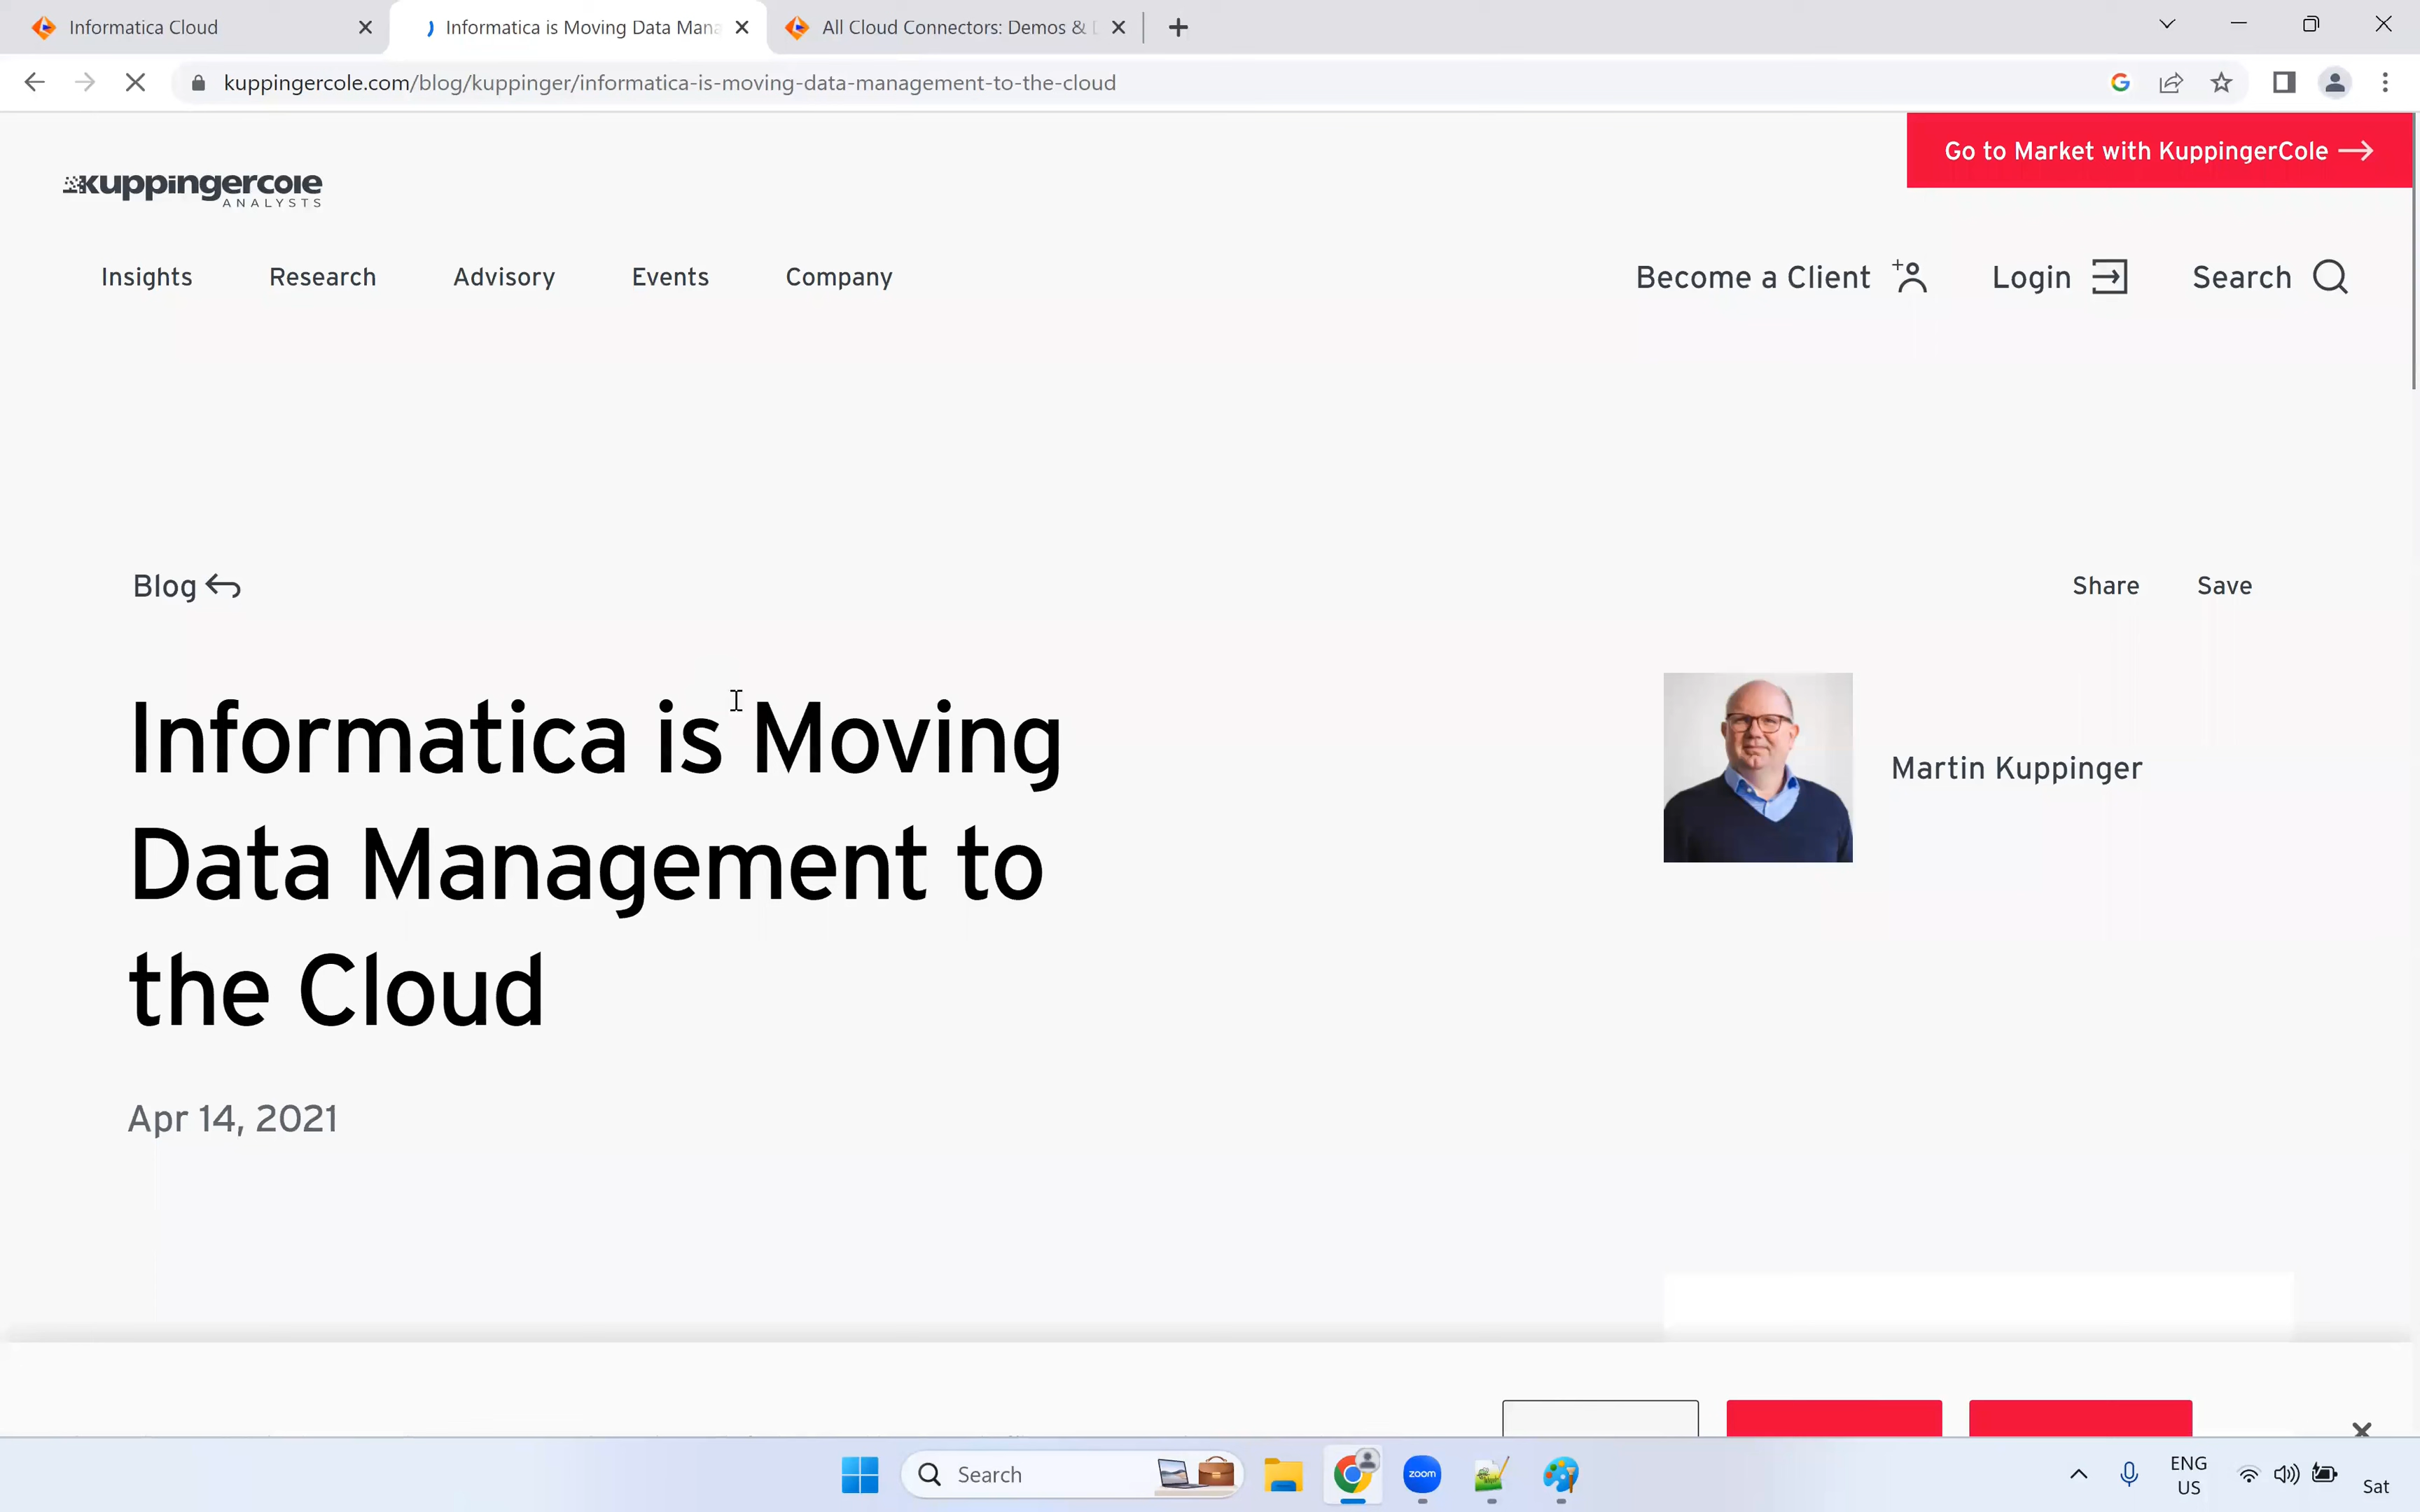 Informatica Cloud
Informatica is Moving Data Mana
All Cloud Connectors: Demos &
kuppingercole.com/blog/kuppinger/informatica-is-moving-data-management-to-the-cloud
Go to Market with KuppingerCole
kuppingercole
ANALYSTS
Insights Research Advisory Events Company Become a Client Login Search
Blog Share Save
Informatica is Moving
Data Management to
the Cloud
Martin Kuppinger
Apr 14, 2021
Search
zoom
ENG
US
Sat